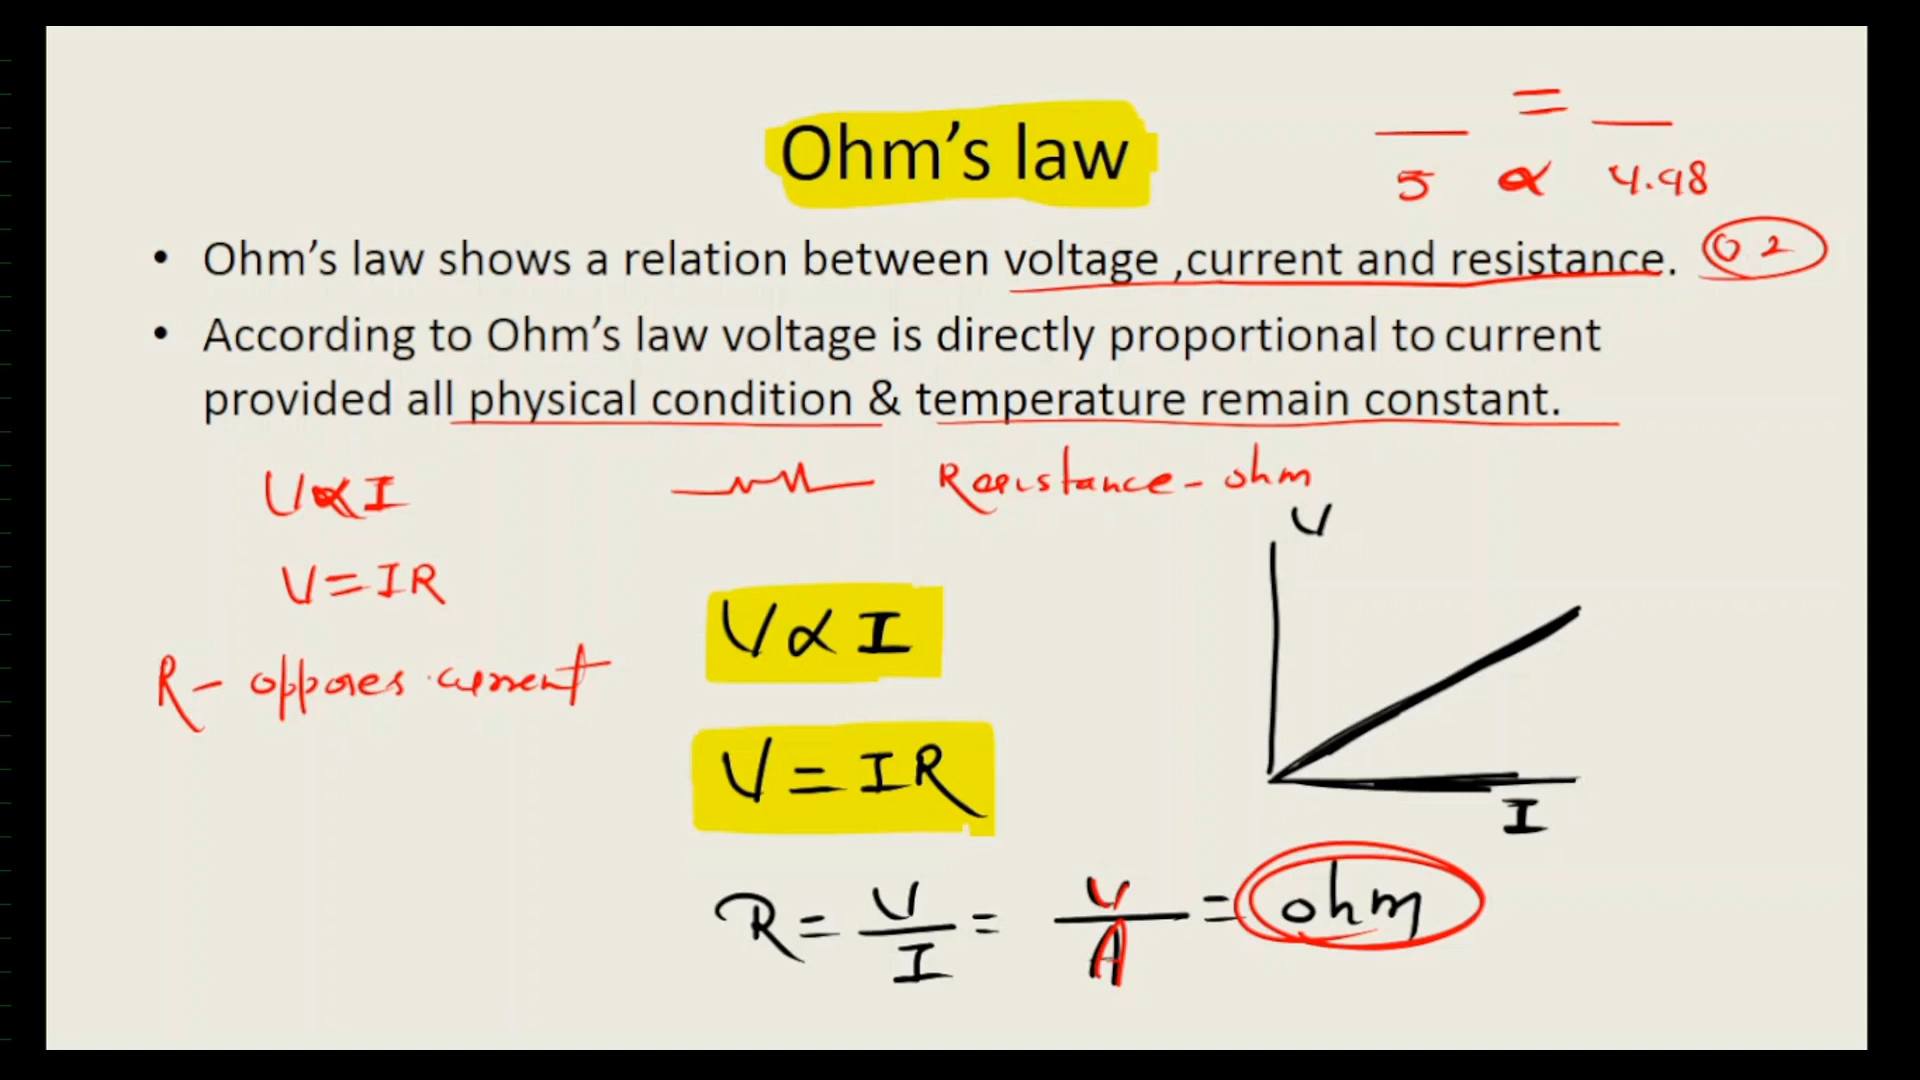 =
Ohm's law
5 ∝ 4.98
• Ohm's law shows a relation between voltage ,current and resistance.
02
• According to Ohm's law voltage is directly proportional to current
provided all physical condition & temperature remain constant.
V∝I
Resistance - ohm
V
V=IR
V∝I
R- opposes current
V=IR
I
R = V/I = V/A = ohm